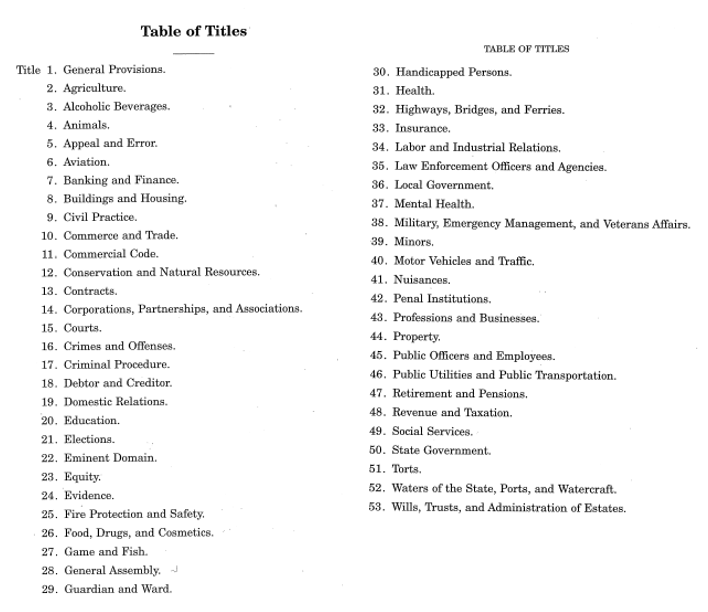 Table of Titles
Title 1. General Provisions.
2. Agriculture.
3. Alcoholic Beverages.
4. Animals.
5. Appeal and Error.
6. Aviation.
7. Banking and Finance.
8. Buildings and Housing.
9. Civil Practice.
10. Commerce and Trade.
11. Commercial Code.
12. Conservation and Natural Resources.
13. Contracts.
14. Corporations, Partnerships, and Associations.
15. Courts.
16. Crimes and Offenses.
17. Criminal Procedure.
18. Debtor and Creditor.
19. Domestic Relations.
20. Education.
21. Elections.
22. Eminent Domain.
23. Equity.
24. Evidence.
25. Fire Protection and Safety.
26. Food, Drugs, and Cosmetics.
27. Game and Fish.
28. General Assembly.
29. Guardian and Ward.
TABLE OF TITLES
30. Handicapped Persons.
31. Health.
32. Highways, Bridges, and Ferries.
33. Insurance.
34. Labor and Industrial Relations.
35. Law Enforcement Officers and Agencies.
36. Local Government.
37. Mental Health.
38. Military, Emergency Management, and Veterans Affairs.
39. Minors.
40. Motor Vehicles and Traffic.
41. Nuisances.
42. Penal Institutions.
43. Professions and Businesses.
44. Property.
45. Public Officers and Employees.
46. Public Utilities and Public Transportation.
47. Retirement and Pensions.
48. Revenue and Taxation.
49. Social Services.
50. State Government.
51. Torts.
52. Waters of the State, Ports, and Watercraft.
53. Wills, Trusts, and Administration of Estates.